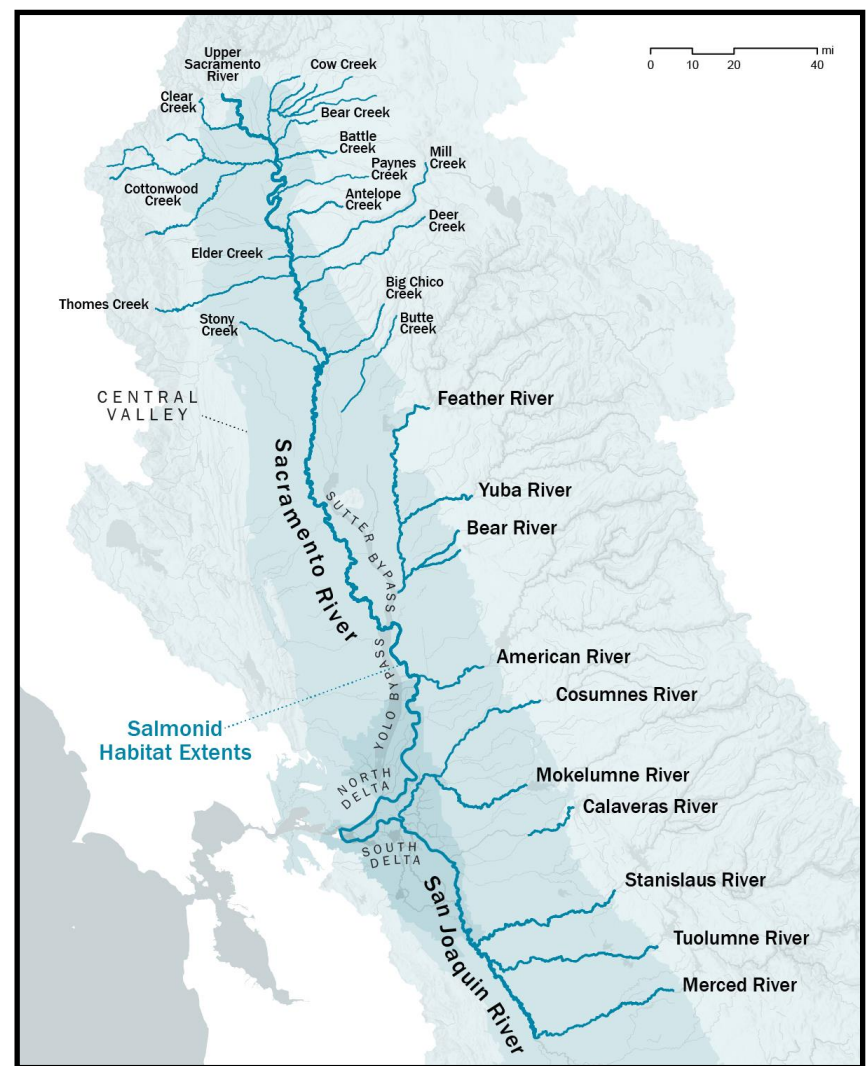 Upper
Sacramento
River
Cow Creek
mi
0 10 20 40
Clear
Creek
Bear Creek
Battle
Creek
Mill
Creek
Paynes
Creek
Cottonwood
Creek
Antelope
Creek
Deer
Creek
Elder Creek
Big Chico
Creek
Thomes Creek
Stony
Creek
Butte
Creek
CENTRAL
VALLEY
Feather River
Sacramento River
Yuba River
SUTTER BYPASS
Bear River
American River
YOLO BYPASS
Cosumnes River
Salmonid
Habitat Extents
NORTH
DELTA
Mokelumne River
Calaveras River
SOUTH
DELTA
San Joaquin River
Stanislaus River
Tuolumne River
Merced River